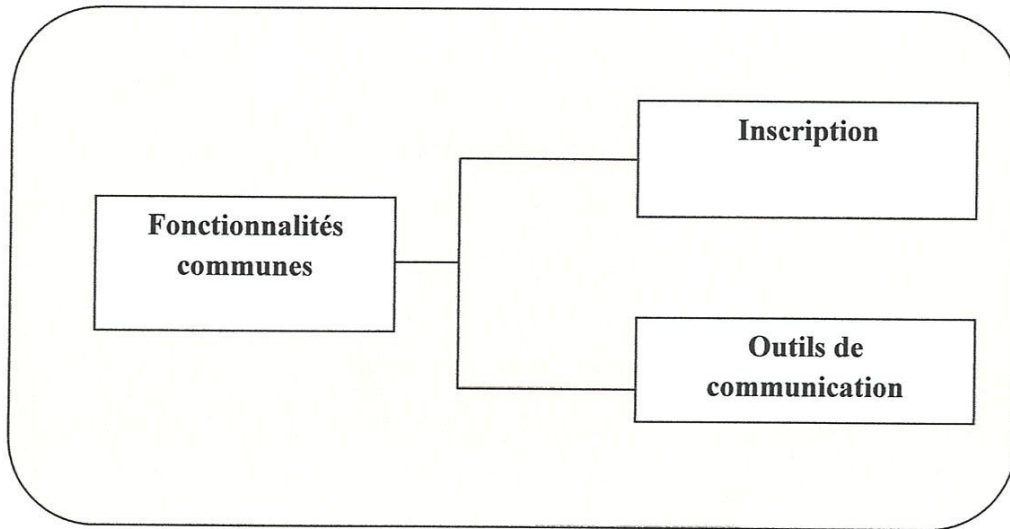 Inscription
Fonctionnalités
communes
Outils de
communication